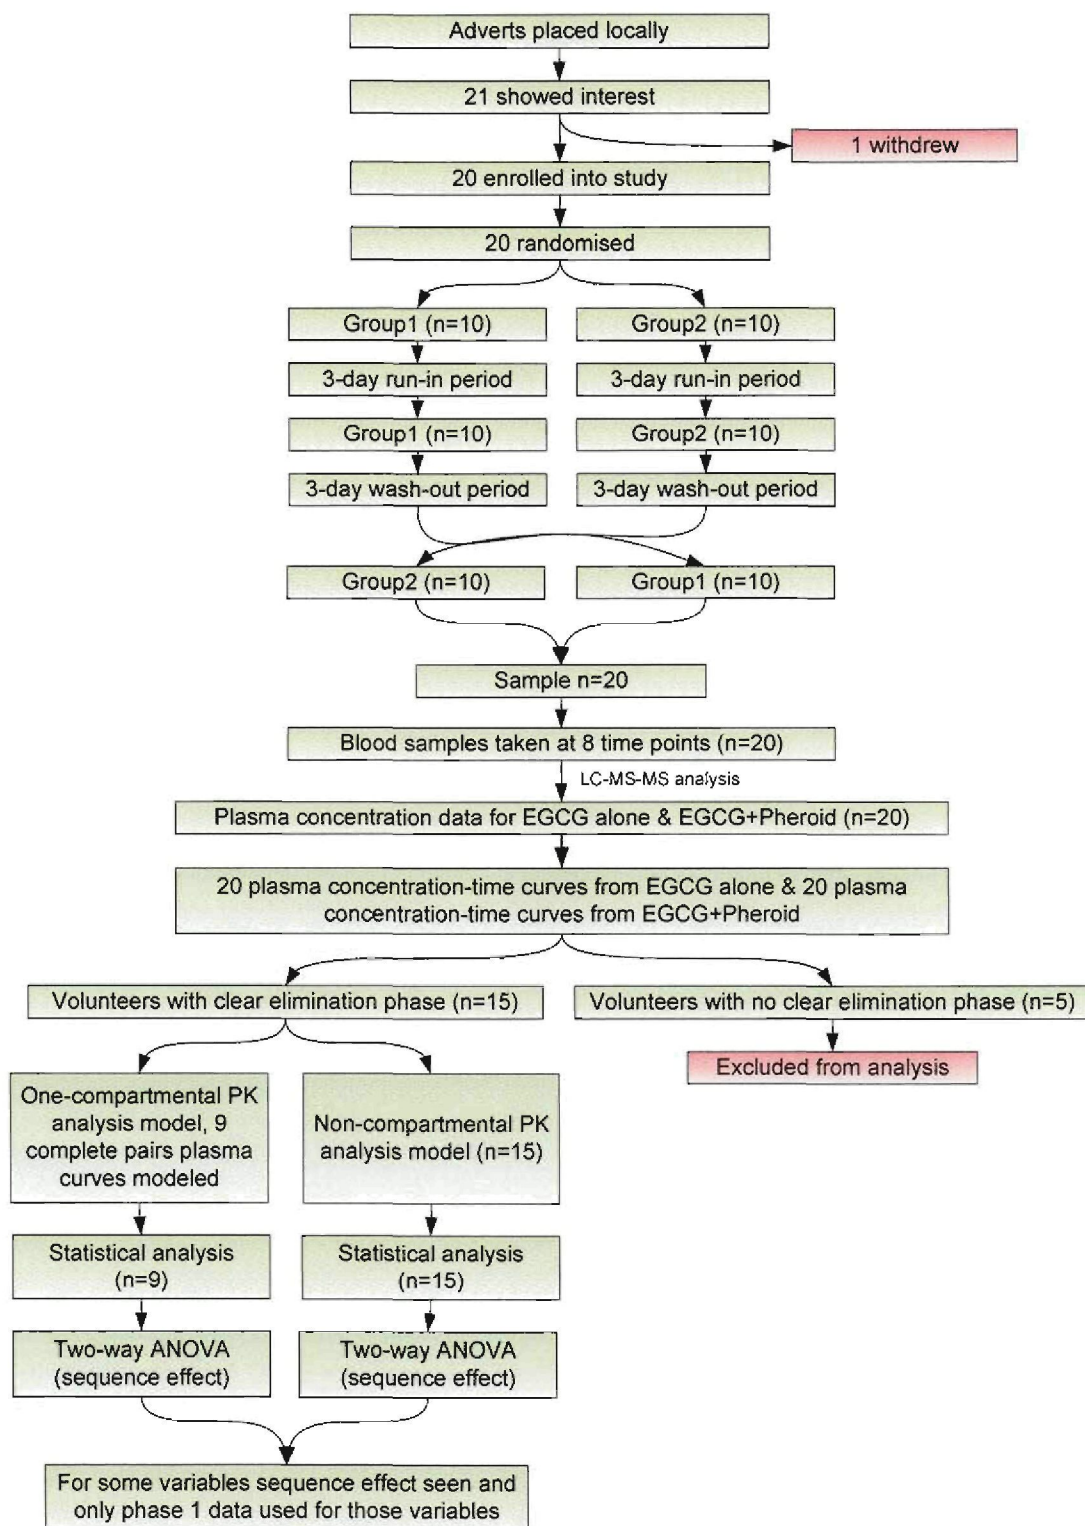 Adverts placed locally
21 showed interest
1 withdrew
20 enrolled into study
20 randomised
Group1 (n=10)
Group2 (n=10)
3-day run-in period
3-day run-in period
Group1 (n=10)
Group2 (n=10)
3-day wash-out period
3-day wash-out period
Group2 (n=10)
Group1 (n=10)
Sample n=20
Blood samples taken at 8 time points (n=20)
LC-MS-MS analysis
Plasma concentration data for EGCG alone & EGCG+Pheroid (n=20)
20 plasma concentration-time curves from EGCG alone & 20 plasma
concentration-time curves from EGCG+Pheroid
Volunteers with clear elimination phase (n=15)
Volunteers with no clear elimination phase (n=5)
Excluded from analysis
One-compartmental PK
analysis model, 9
complete pairs plasma
curves modeled
Non-compartmental PK
analysis model (n=15)
Statistical analysis
(n=9)
Statistical analysis
(n=15)
Two-way ANOVA
(sequence effect)
Two-way ANOVA
(sequence effect)
For some variables sequence effect seen and
only phase 1 data used for those variables